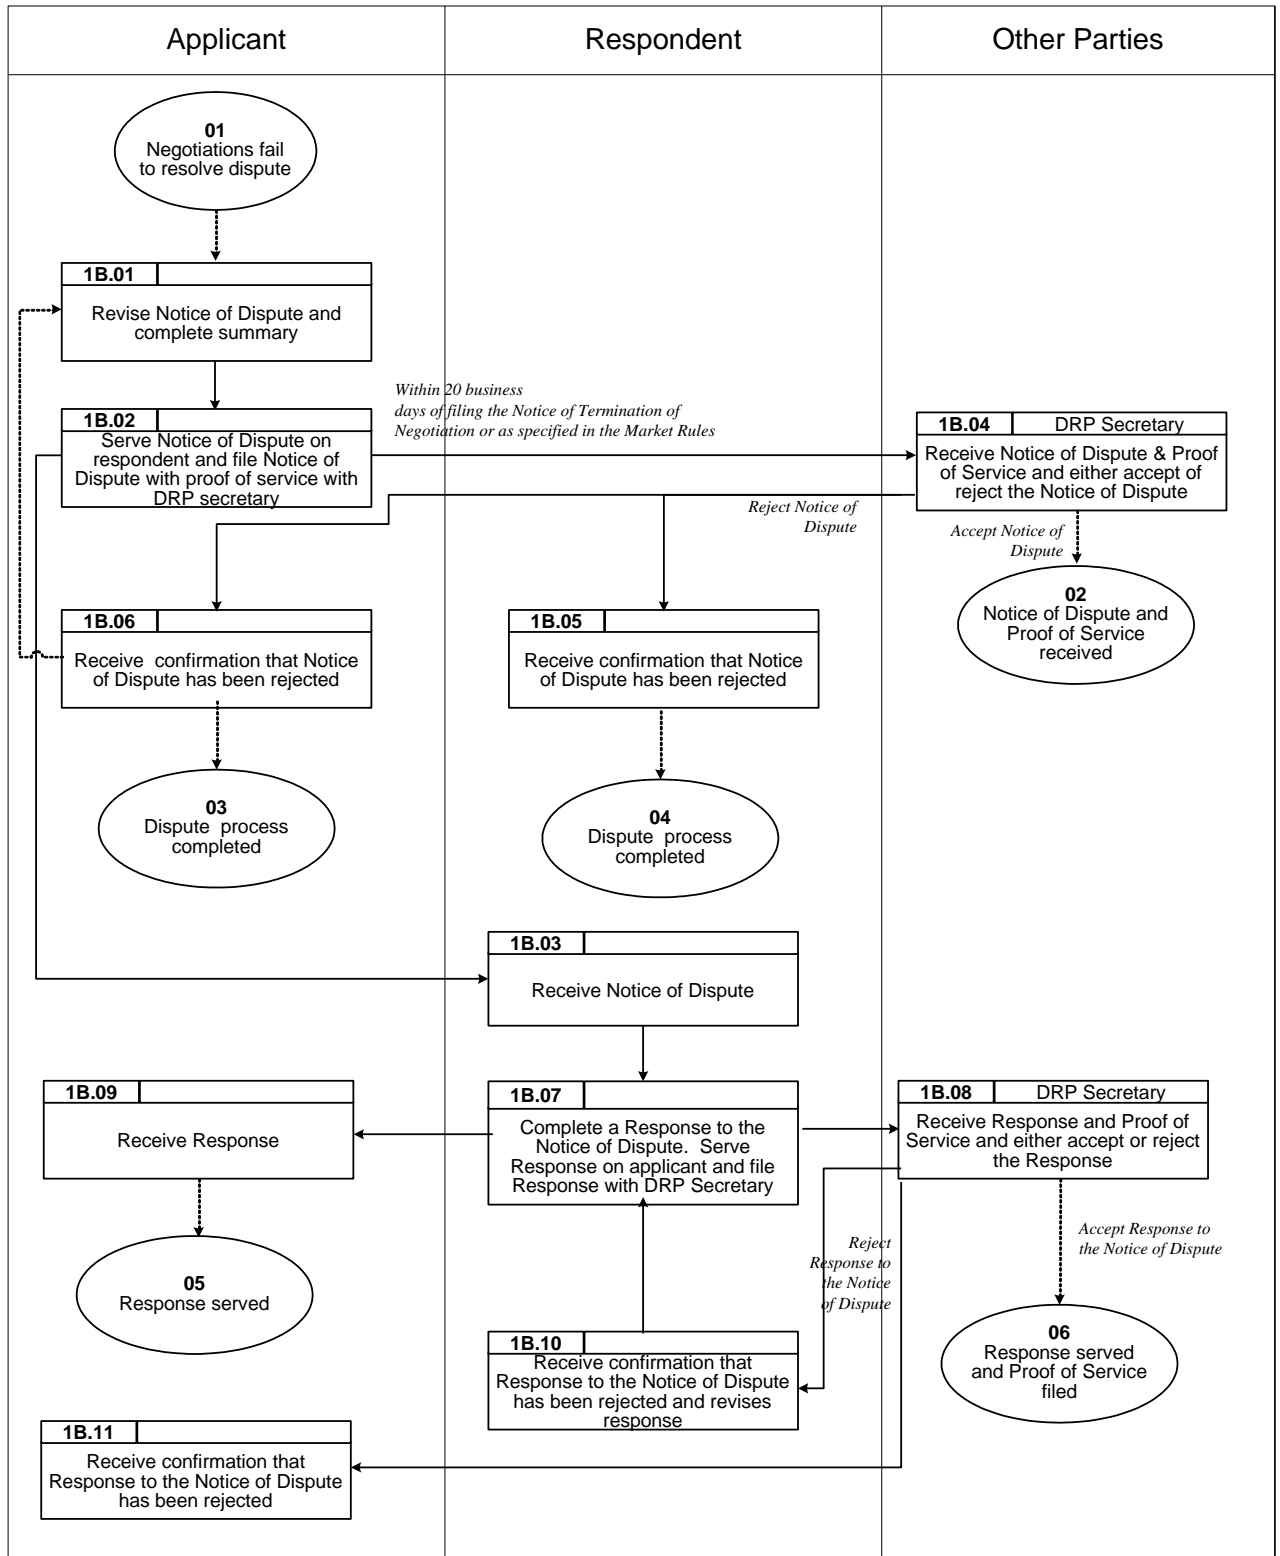 Applicant
Respondent
Other Parties
01
Negotiations fail
to resolve dispute
1B.01
Revise Notice of Dispute and
complete summary
Within 20 business
days of filing the Notice of Termination of
Negotiation or as specified in the Market Rules
1B.02
Serve Notice of Dispute on
respondent and file Notice of
Dispute with proof of service with
DRP secretary
1B.04
DRP Secretary
Receive Notice of Dispute & Proof
of Service and either accept of
reject the Notice of Dispute
Reject Notice of
Dispute
Accept Notice of
Dispute
02
Notice of Dispute and
Proof of Service
received
1B.06
Receive  confirmation that Notice
of Dispute has been rejected
1B.05
Receive confirmation that Notice
of Dispute has been rejected
03
Dispute  process
completed
04
Dispute  process
completed
1B.03
Receive Notice of Dispute
1B.09
Receive Response
1B.07
Complete a Response to the
Notice of Dispute.  Serve
Response on applicant and file
Response with DRP Secretary
1B.08
DRP Secretary
Receive Response and Proof of
Service and either accept or reject
the Response
Reject
Response to
the Notice
of Dispute
Accept Response to
the Notice of Dispute
05
Response served
06
Response served
and Proof of Service
filed
1B.10
Receive confirmation that
Response to the Notice of Dispute
has been rejected and revises
response
1B.11
Receive confirmation that
Response to the Notice of Dispute
has been rejected